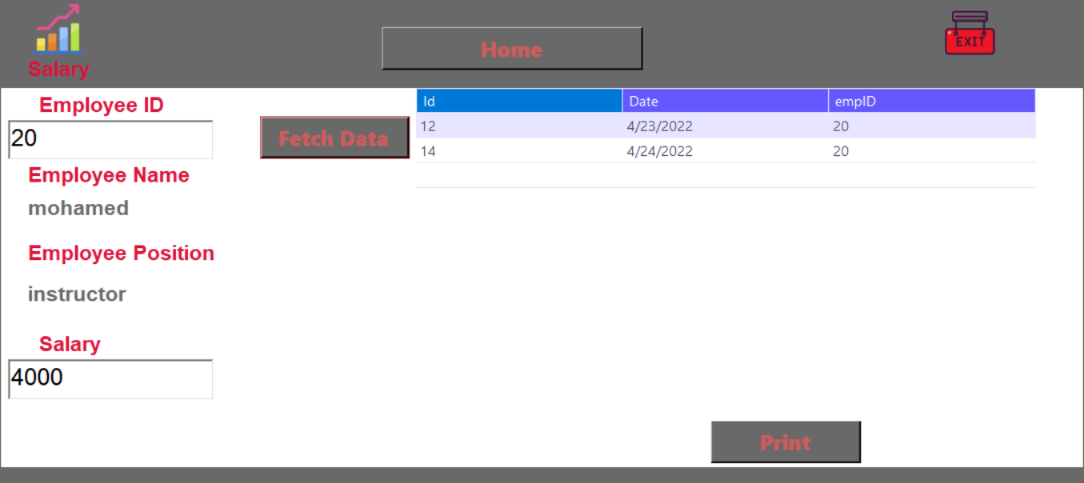 Salary
Home
EXIT
Employee ID
20
Employee Name
mohamed
Employee Position
instructor
Salary
4000
Fetch Data
Id Date empID
12 4/23/2022 20
14 4/24/2022 20
Print